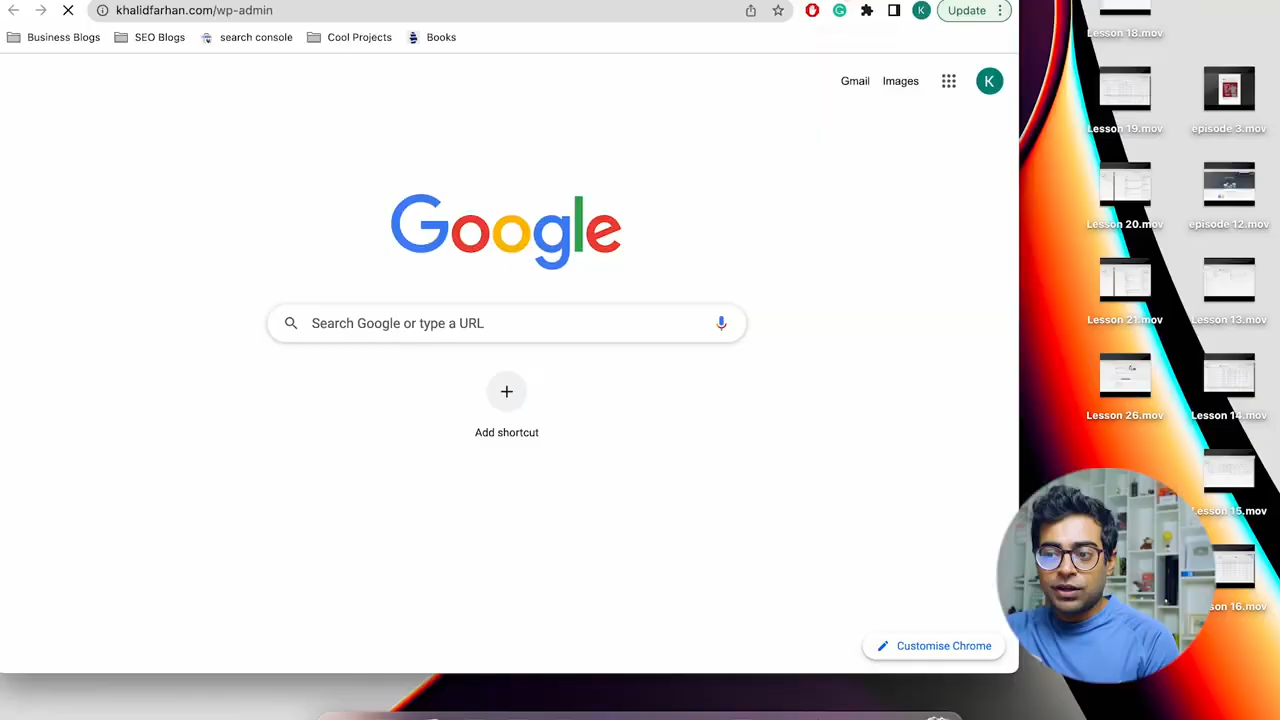 khalidfarhan.com/wp-admin
K
Update
Business Blogs
SEO Blogs
search console
Cool Projects
Books
Gmail
Images
K
Google
Search Google or type a URL
Add shortcut
Customise Chrome
Lesson 18.mov
Lesson 19.mov
episode 3.mov
Lesson 20.mov
episode 12.mov
Lesson 21.mov
Lesson 13.mov
Lesson 26.mov
Lesson 14.mov
Lesson 15.mov
son 16.mov